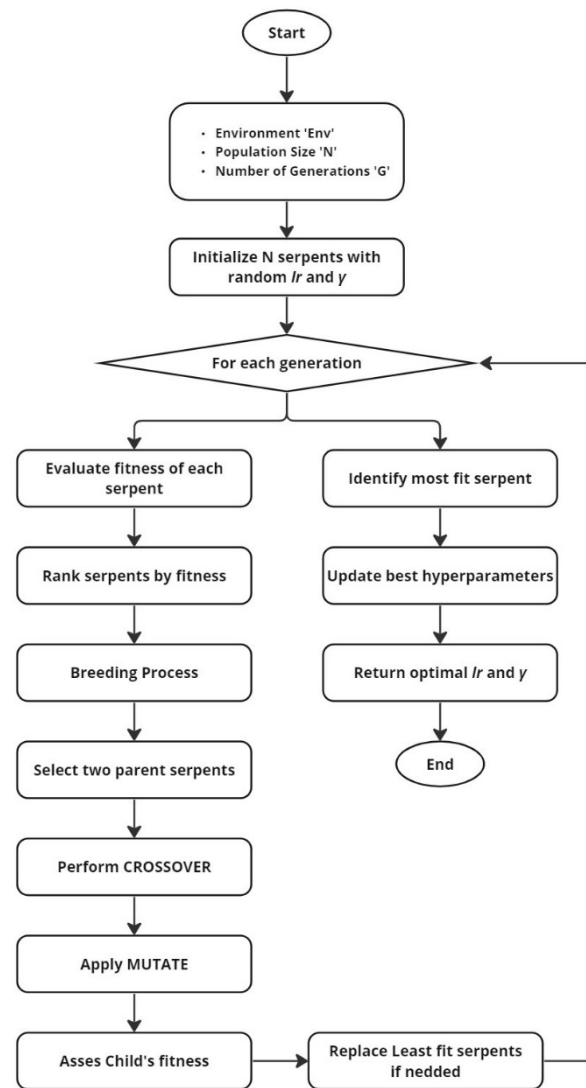 Start
• Environment 'Env'
• Population Size 'N'
• Number of Generations 'G'
Initialize N serpents with
random lr and γ
For each generation
Evaluate fitness of each
serpent
Rank serpents by fitness
Breeding Process
Select two parent serpents
Perform CROSSOVER
Apply MUTATE
Asses Child's fitness
Replace Least fit serpents
if nedded
Identify most fit serpent
Update best hyperparameters
Return optimal lr and γ
End